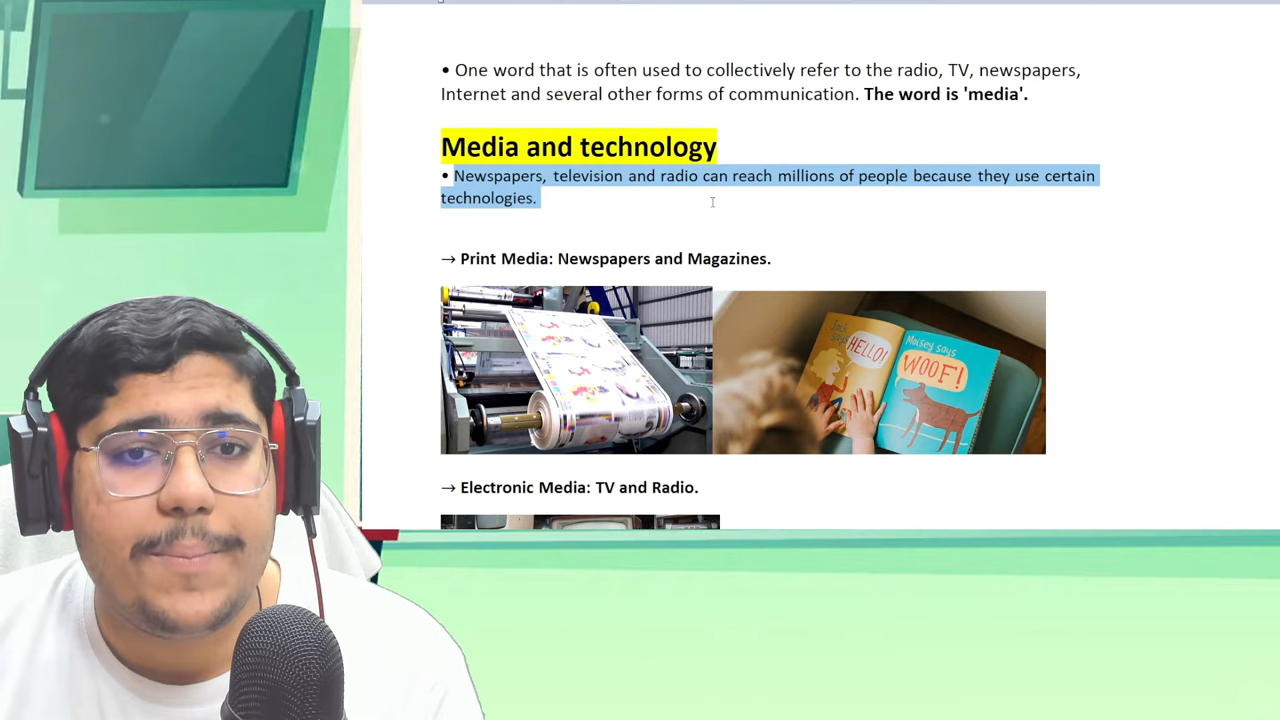 • One word that is often used to collectively refer to the radio, TV, newspapers,
Internet and several other forms of communication. The word is 'media'.
Media and technology
• Newspapers, television and radio can reach millions of people because they use certain
technologies.
→ Print Media: Newspapers and Magazines.
Jack
says
HELLO!
Maisey says
WOOF!
→ Electronic Media: TV and Radio.